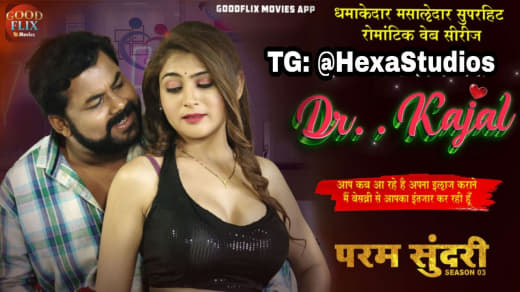 GOOD
FLIX
Movies
GOODFLIX MOVIES APP
धमाकेदार मसालेदार सुपरहिट
रोमांटिक वेब सीरीज
TG: @HexaStudios
Dr. . Kajal
आप कब आ रहे है अपना इलाज कराने
में बेसब्री से आपका इंतजार कर रही हूँ
परम सुंदरी
SEASON 03